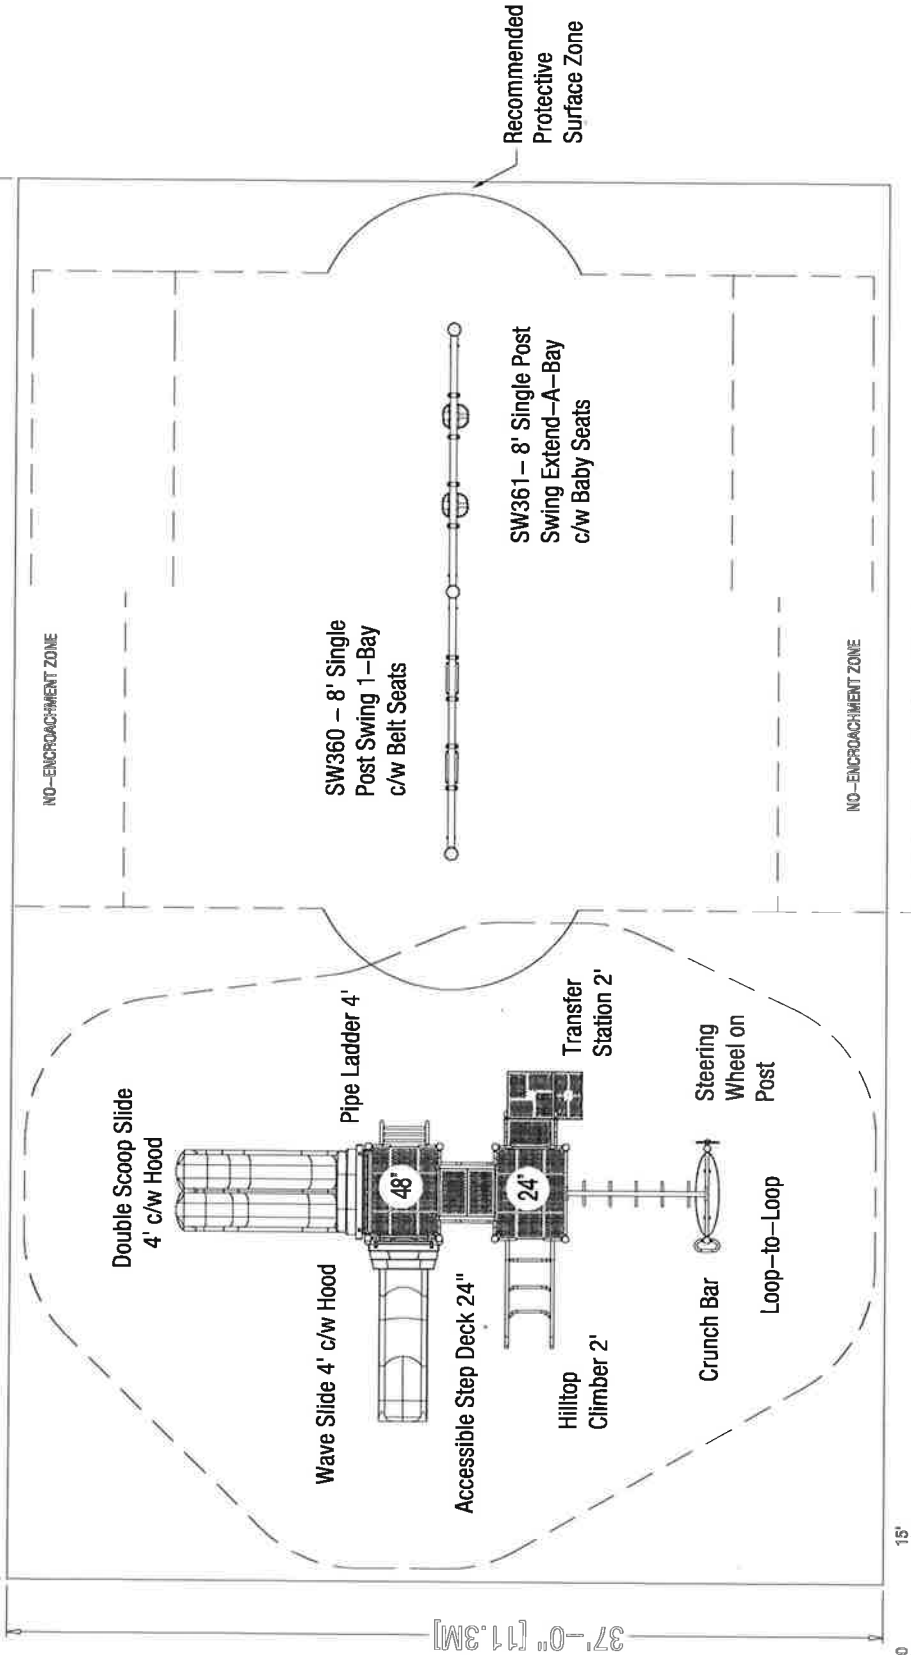 Recommended
Protective
Surface Zone
NO-ENCROACHMENT ZONE
SW360 – 8' Single
Post Swing 1–Bay
c/w Belt Seats
SW361– 8' Single Post
Swing Extend–A–Bay
c/w Baby Seats
NO-ENCROACHMENT ZONE
Double Scoop Slide
4' c/w Hood
Pipe Ladder 4'
Transfer
Station 2'
Steering
Wheel on
Post
48"
24"
Wave Slide 4' c/w Hood
Accessible Step Deck 24"
Hilltop
Climber 2'
Crunch Bar
Loop–to–Loop
37'–0" [11.3M]
0
15'